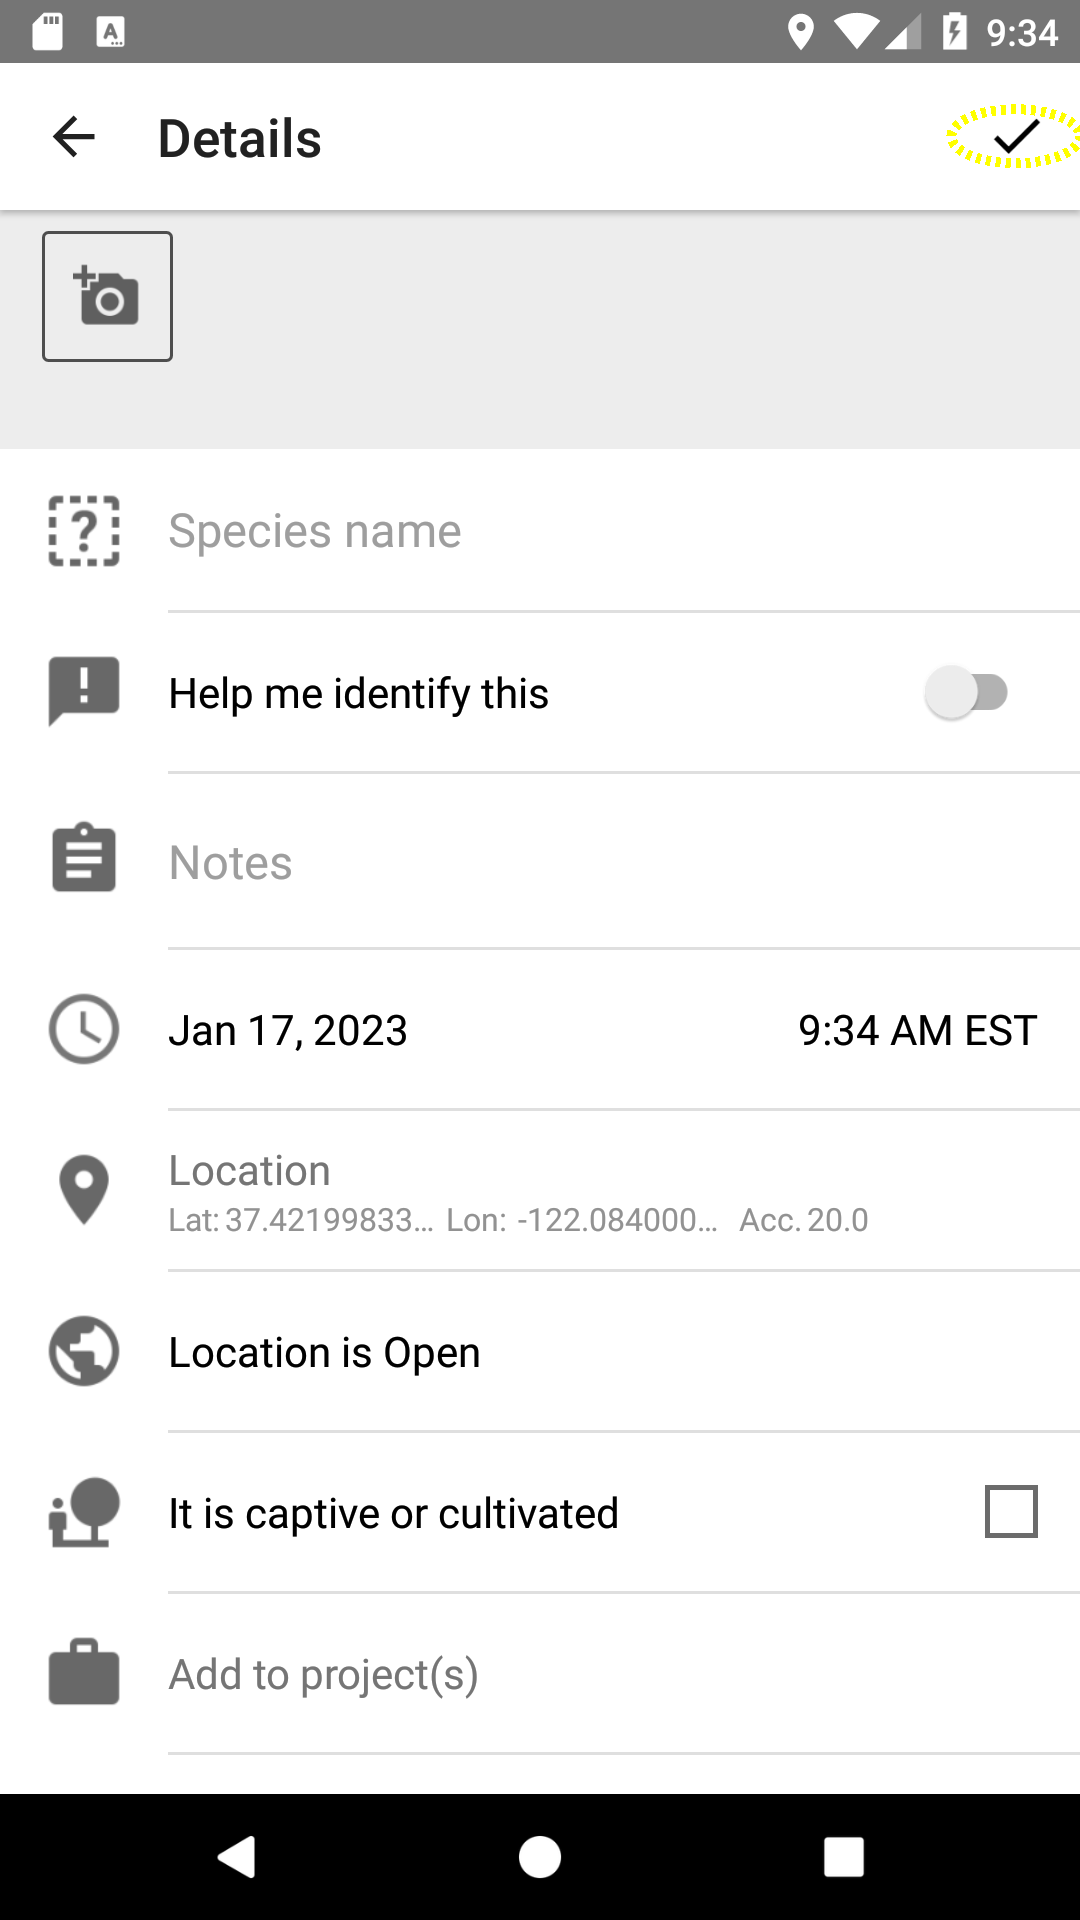 9:34
Details
Species name
Help me identify this
Notes
Jan 17, 2023 9:34 AM EST
Location
Lat: 37.42199833... Lon: -122.084000... Acc. 20.0
Location is Open
It is captive or cultivated
Add to project(s)